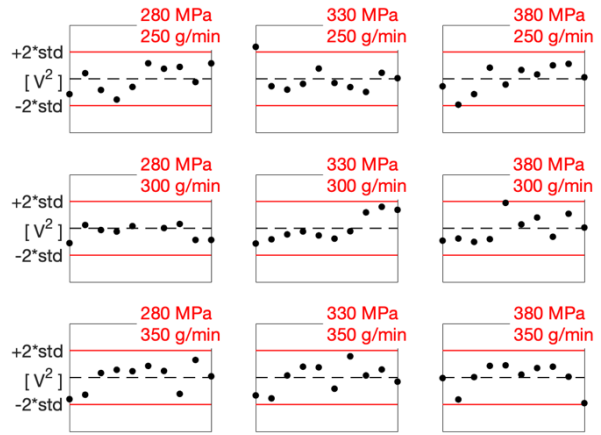 280 MPa
250 g/min
330 MPa
250 g/min
380 MPa
250 g/min
+2*std
[ V²]
-2*std
280 MPa
300 g/min
330 MPa
300 g/min
380 MPa
300 g/min
+2*std
[ V²]
-2*std
280 MPa
350 g/min
330 MPa
350 g/min
380 MPa
350 g/min
+2*std
[ V²]
-2*std